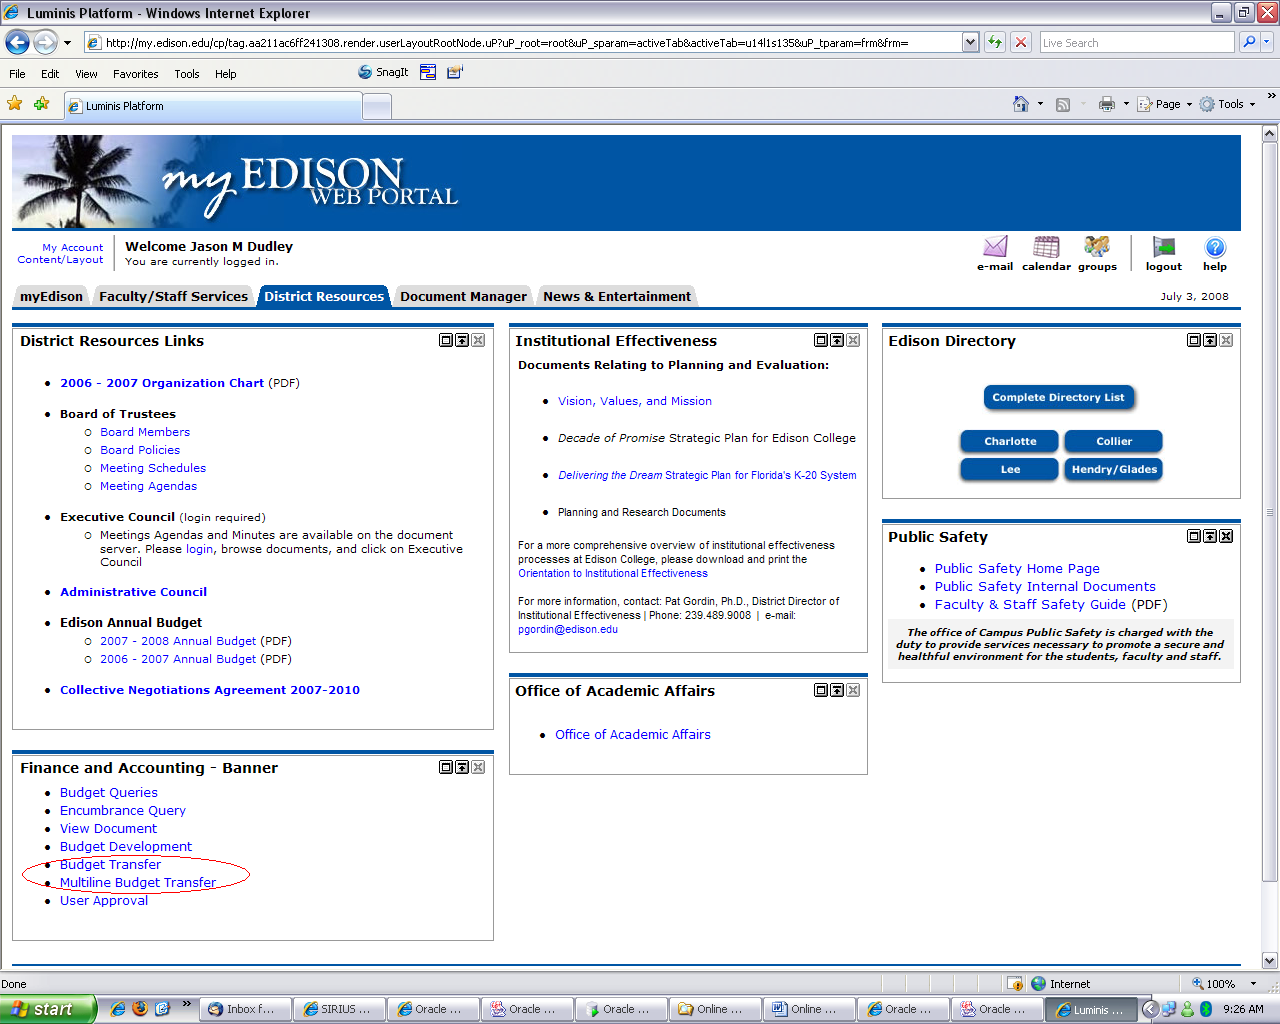 Luminis Platform - Windows Internet Explorer
http://my.edison.edu/cp/tag.aa211ac6ff241308.render.userLayoutRootNode.uP?uP_root=root&uP_sparam=activeTab&activeTab=u14l1s135&uP_tparam=frm&frm=
Live Search
File Edit View Favorites Tools Help SnagIt
Luminis Platform
Page Tools
my EDISON
WEB PORTAL
My Account
Content/Layout
Welcome Jason M Dudley
You are currently logged in.
e-mail calendar groups logout help
myEdison Faculty/Staff Services District Resources Document Manager News & Entertainment
July 3, 2008
District Resources Links
2006 - 2007 Organization Chart (PDF)
Board of Trustees
Board Members
Board Policies
Meeting Schedules
Meeting Agendas
Executive Council (login required)
Meetings Agendas and Minutes are available on the document
server. Please login, browse documents, and click on Executive
Council
Administrative Council
Edison Annual Budget
2007 - 2008 Annual Budget (PDF)
2006 - 2007 Annual Budget (PDF)
Collective Negotiations Agreement 2007-2010
Finance and Accounting - Banner
Budget Queries
Encumbrance Query
View Document
Budget Development
Budget Transfer
Multiline Budget Transfer
User Approval
Institutional Effectiveness
Documents Relating to Planning and Evaluation:
Vision, Values, and Mission
Decade of Promise Strategic Plan for Edison College
Delivering the Dream Strategic Plan for Florida's K-20 System
Planning and Research Documents
For a more comprehensive overview of institutional effectiveness
processes at Edison College, please download and print the
Orientation to Institutional Effectiveness
For more information, contact: Pat Gordin, Ph.D., District Director of
Institutional Effectiveness | Phone: 239.489.9008 | e-mail:
pgordin@edison.edu
Office of Academic Affairs
Office of Academic Affairs
Edison Directory
Complete Directory List
Charlotte Collier
Lee Hendry/Glades
Public Safety
Public Safety Home Page
Public Safety Internal Documents
Faculty & Staff Safety Guide (PDF)
The office of Campus Public Safety is charged with the
duty to provide services necessary to promote a secure and
healthful environment for the students, faculty and staff.
Done Internet 100%
start Inbox f... SIRIUS ... Oracle ... Oracle ... Oracle ... Online ... Online ... Oracle ... Oracle ... Luminis ... 9:26 AM